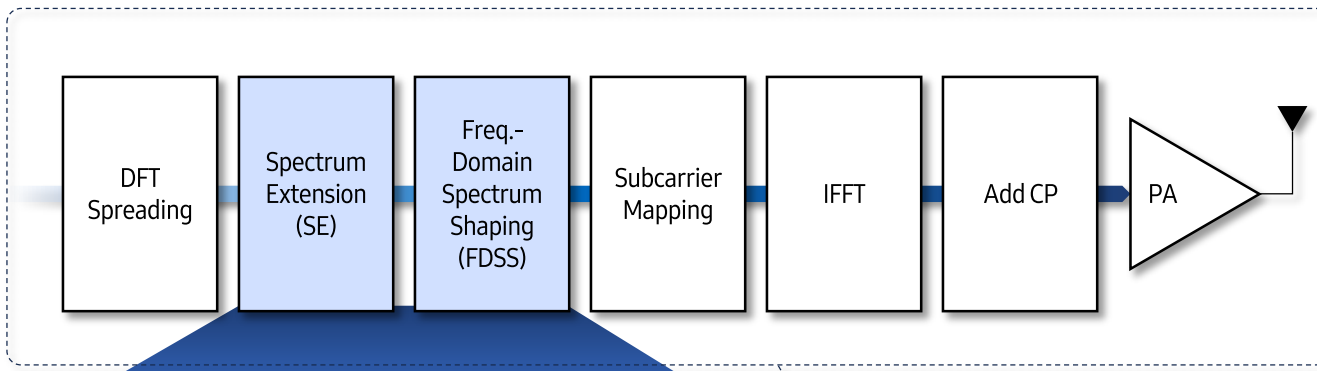 DFT
Spreading
Spectrum
Extension
(SE)
Freq.-
Domain
Spectrum
Shaping
(FDSS)
Subcarrier
Mapping
IFFT
Add CP
PA